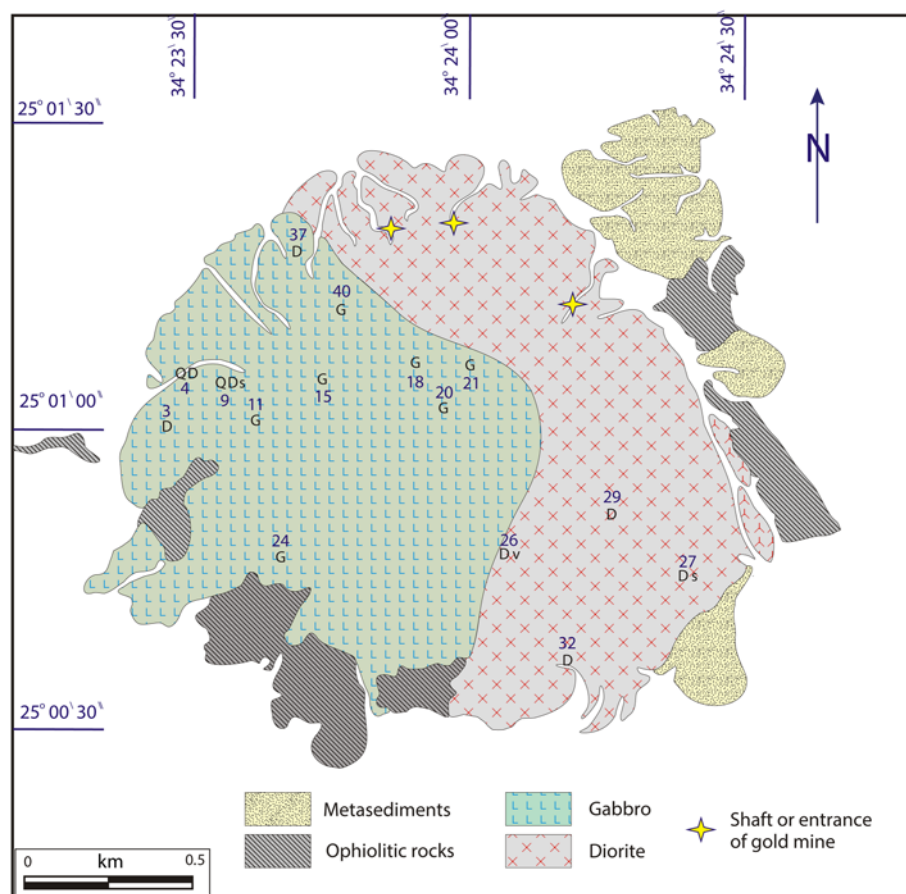 34° 23\ 30\\
34° 24\ 00\\
34° 24\ 30\\
25° 01\ 30\\
N
37
D
40
G
QD
4
QDs
9
G
15
G
18
G
21
20
G
11
G
3
D
25° 01\ 00\\
29
D
24
G
26
D.v
27
Ds
32
D
25° 00\ 30\\
Metasediments
Gabbro
Shaft or entrance
of gold mine
Ophiolitic rocks
Diorite
0 km 0.5